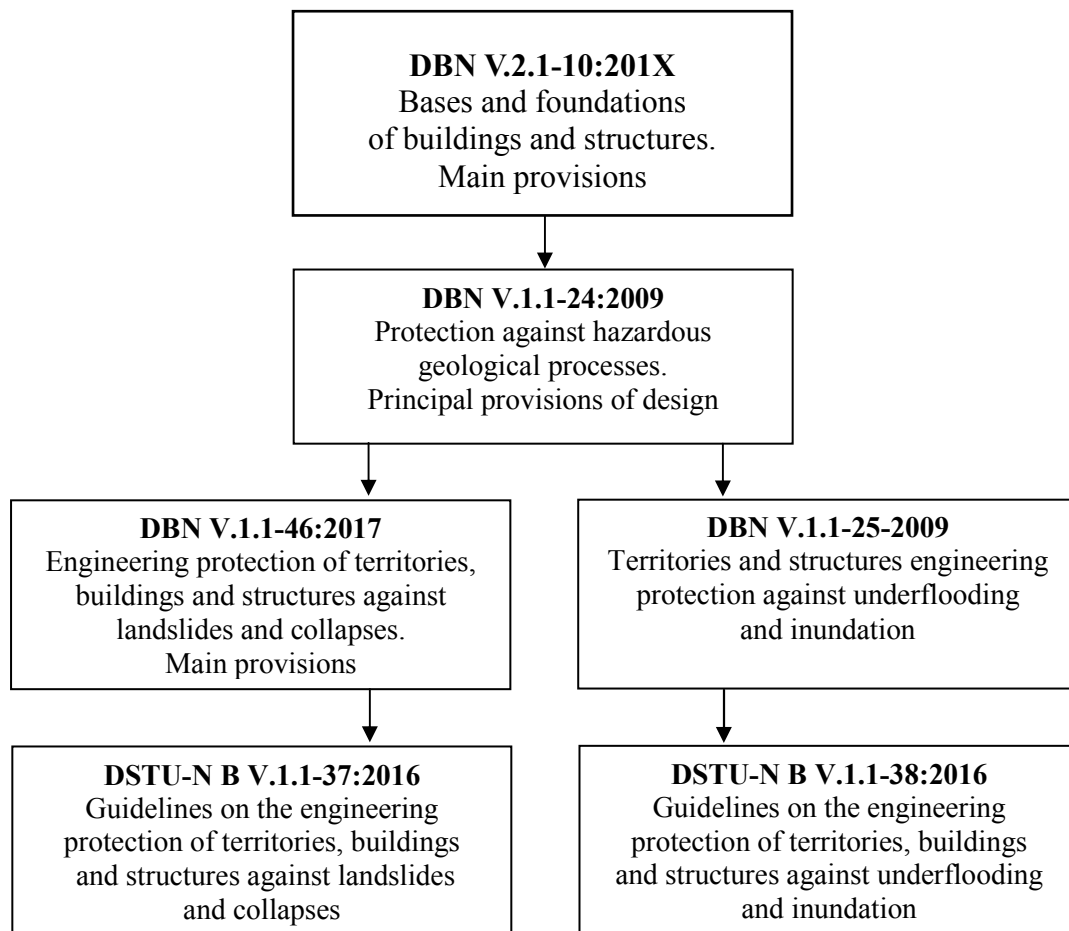 DBN V.2.1-10:201X
Bases and foundations
of buildings and structures.
Main provisions
DBN V.1.1-24:2009
Protection against hazardous
geological processes.
Principal provisions of design
DBN V.1.1-46:2017
Engineering protection of territories,
buildings and structures against
landslides and collapses.
Main provisions
DBN V.1.1-25-2009
Territories and structures engineering
protection against underflooding
and inundation
DSTU-N B V.1.1-37:2016
Guidelines on the engineering
protection of territories, buildings
and structures against landslides
and collapses
DSTU-N B V.1.1-38:2016
Guidelines on the engineering
protection of territories, buildings
and structures against underflooding
and inundation